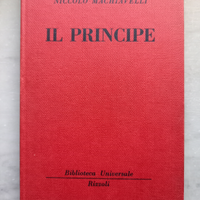 NICCOLÒ MACHIAVELLI
IL PRINCIPE
Biblioteca Universale
Rizzoli